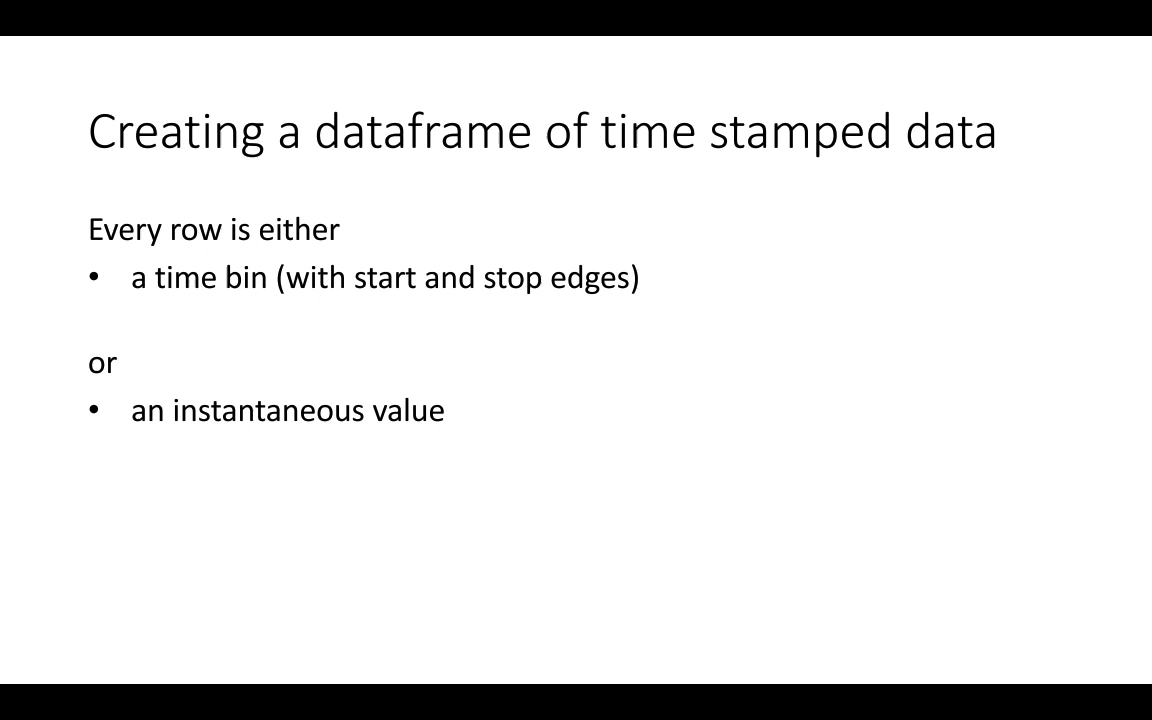 Creating a dataframe of time stamped data
Every row is either
• a time bin (with start and stop edges)
or
• an instantaneous value